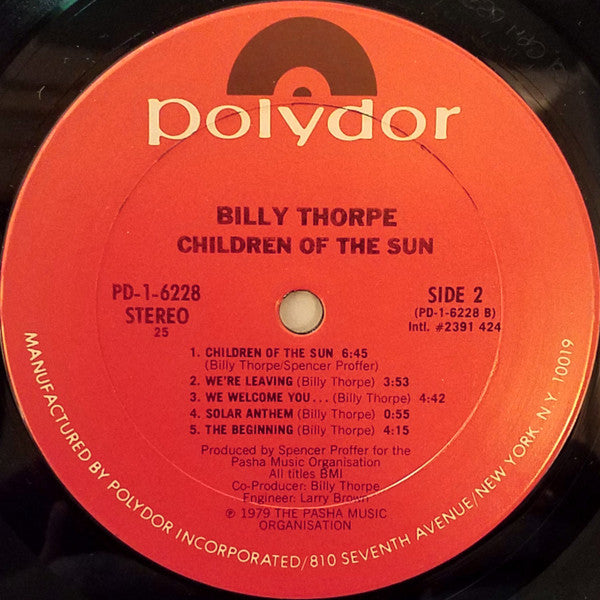 polydor
BILLY THORPE
CHILDREN OF THE SUN
PD-1-6228
STEREO
25
SIDE 2
(PD-1-6228 B)
Intl. #2391 424
1. CHILDREN OF THE SUN 6:45
(Billy Thorpe/Spencer Proffer)
2. WE'RE LEAVING (Billy Thorpe) 3:53
3. WE WELCOME YOU... (Billy Thorpe) 4:42
4. SOLAR ANTHEM (Billy Thorpe) 0:55
5. THE BEGINNING (Billy Thorpe) 4:15
Produced by Spencer Proffer for the
Pasha Music Organisation
All titles BMI
Co-Producer: Billy Thorpe
Engineer: Larry Brown
℗ 1979 THE PASHA MUSIC
ORGANISATION
MANUFACTURED BY POLYDOR INCORPORATED/810 SEVENTH AVENUE/NEW YORK, N.Y. 10019